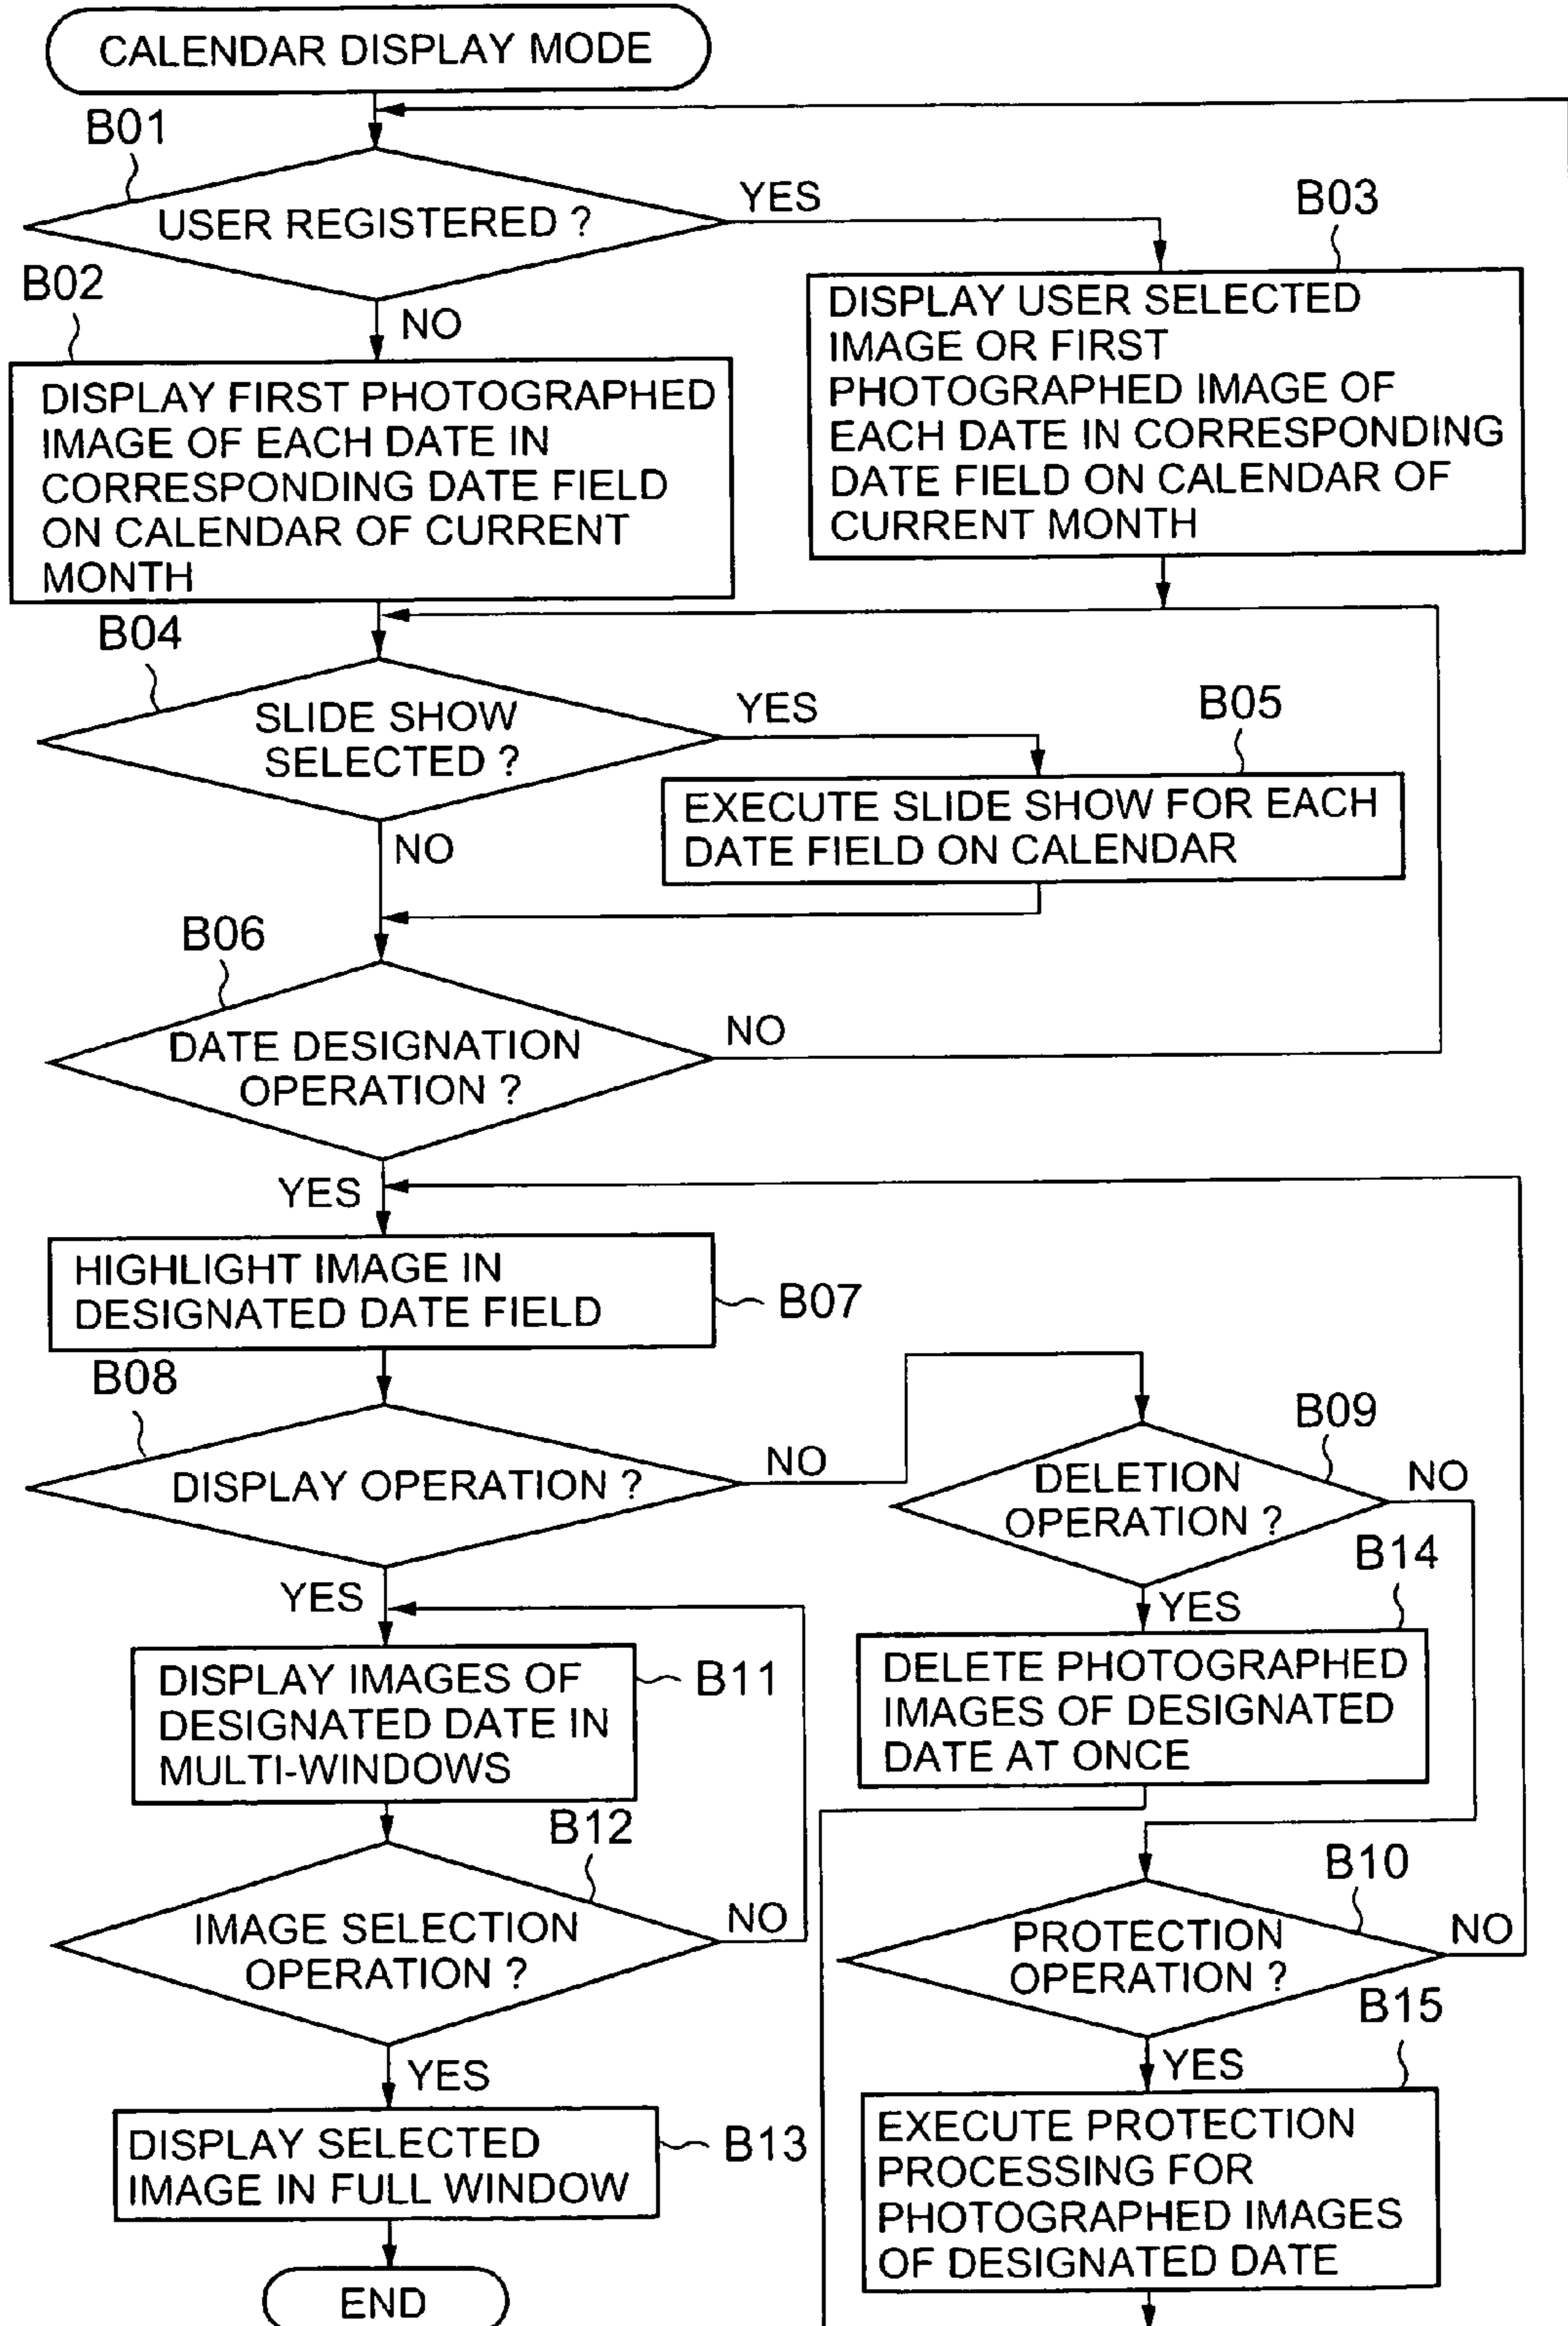 CALENDAR DISPLAY MODE
B01
USER REGISTERED ?
YES
NO
B02
DISPLAY FIRST PHOTOGRAPHED
IMAGE OF EACH DATE IN
CORRESPONDING DATE FIELD
ON CALENDAR OF CURRENT
MONTH
B03
DISPLAY USER SELECTED
IMAGE OR FIRST
PHOTOGRAPHED IMAGE OF
EACH DATE IN CORRESPONDING
DATE FIELD ON CALENDAR OF
CURRENT MONTH
B04
SLIDE SHOW
SELECTED ?
YES
NO
B05
EXECUTE SLIDE SHOW FOR EACH
DATE FIELD ON CALENDAR
B06
DATE DESIGNATION
OPERATION ?
NO
YES
HIGHLIGHT IMAGE IN
DESIGNATED DATE FIELD
B07
B08
DISPLAY OPERATION ?
NO
YES
B09
DELETION
OPERATION ?
NO
YES
B14
DELETE PHOTOGRAPHED
IMAGES OF DESIGNATED
DATE AT ONCE
DISPLAY IMAGES OF
DESIGNATED DATE IN
MULTI-WINDOWS
B11
B12
IMAGE SELECTION
OPERATION ?
NO
YES
B10
PROTECTION
OPERATION ?
NO
YES
B15
EXECUTE PROTECTION
PROCESSING FOR
PHOTOGRAPHED IMAGES
OF DESIGNATED DATE
DISPLAY SELECTED
IMAGE IN FULL WINDOW
B13
END